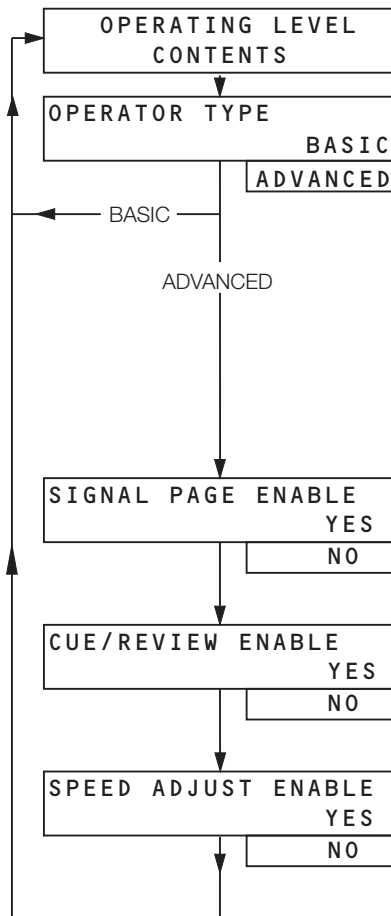 OPERATING LEVEL
CONTENTS
OPERATOR TYPE
BASIC
ADVANCED
BASIC
ADVANCED
SIGNAL PAGE ENABLE
YES
NO
CUE/REVIEW ENABLE
YES
NO
SPEED ADJUST ENABLE
YES
NO